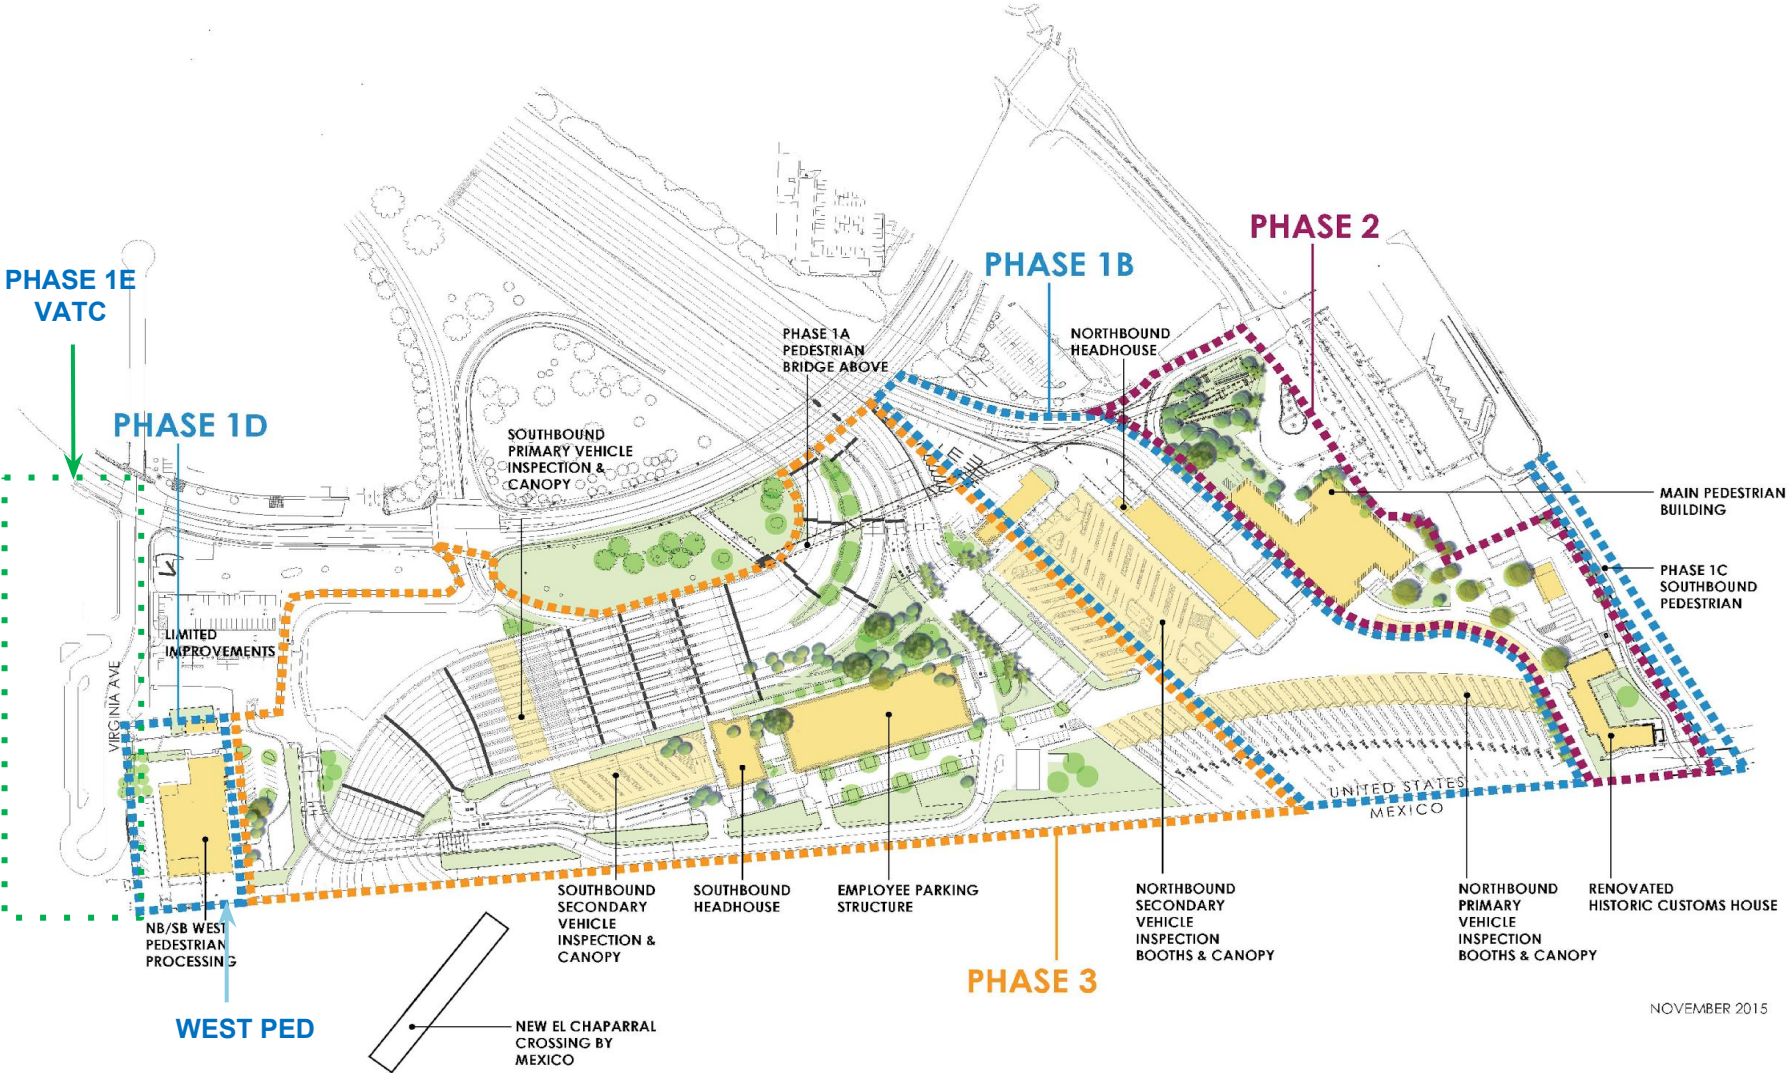 PHASE 2
PHASE 1B
PHASE 1E
VATC
PHASE 1A
PEDESTRIAN
BRIDGE ABOVE
NORTHBOUND
HEADHOUSE
PHASE 1D
SOUTHBOUND
PRIMARY VEHICLE
INSPECTION &
CANOPY
MAIN PEDESTRIAN
BUILDING
PHASE 1C
SOUTHBOUND
PEDESTRIAN
LIMITED
IMPROVEMENTS
VIRGINIA AVE
UNITED STATES
MEXICO
NB/SB WEST
PEDESTRIAN
PROCESSING
SOUTHBOUND
SECONDARY
VEHICLE
INSPECTION &
CANOPY
SOUTHBOUND
HEADHOUSE
EMPLOYEE PARKING
STRUCTURE
NORTHBOUND
SECONDARY
VEHICLE
INSPECTION
BOOTHS & CANOPY
NORTHBOUND
PRIMARY
VEHICLE
INSPECTION
BOOTHS & CANOPY
RENOVATED
HISTORIC CUSTOMS HOUSE
PHASE 3
WEST PED
NEW EL CHAPARRAL
CROSSING BY
MEXICO
NOVEMBER 2015